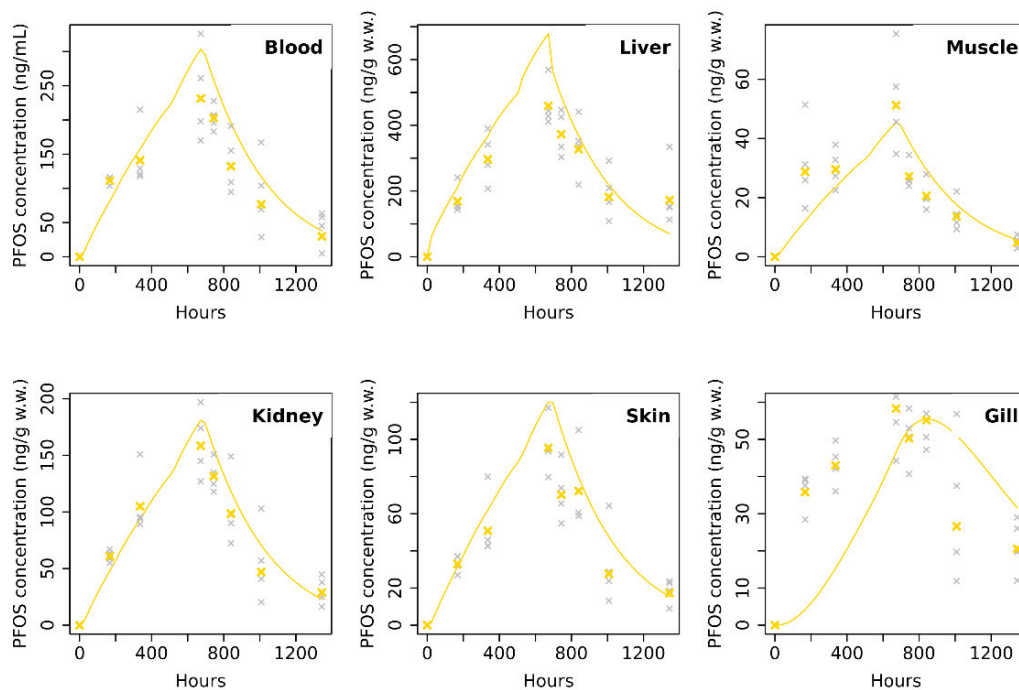 Blood
PFOS concentration (ng/mL)
0 50 150 250
0 400 800 1200
Hours
Liver
PFOS concentration (ng/g w.w.)
0 200 400 600
0 400 800 1200
Hours
Muscle
PFOS concentration (ng/g w.w.)
0 20 40 60
0 400 800 1200
Hours
Kidney
PFOS concentration (ng/g w.w.)
0 50 100 150 200
0 400 800 1200
Hours
Skin
PFOS concentration (ng/g w.w.)
0 20 60 100
0 400 800 1200
Hours
Gill
PFOS concentration (ng/g w.w.)
0 10 30 50
0 400 800 1200
Hours